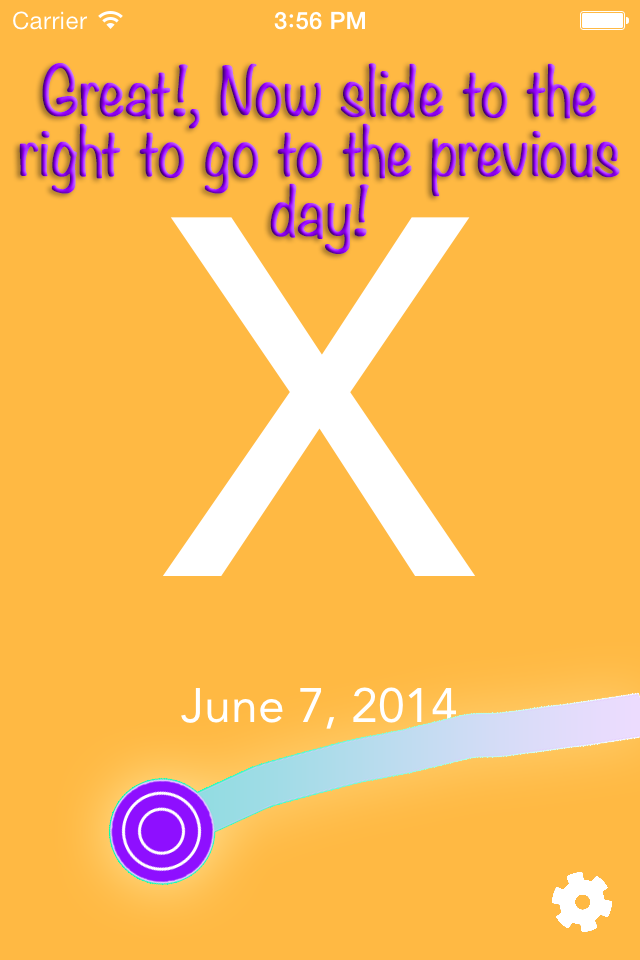 Carrier 3:56 PM
Great!, Now slide to the
right to go to the previous
day!
X
June 7, 2014